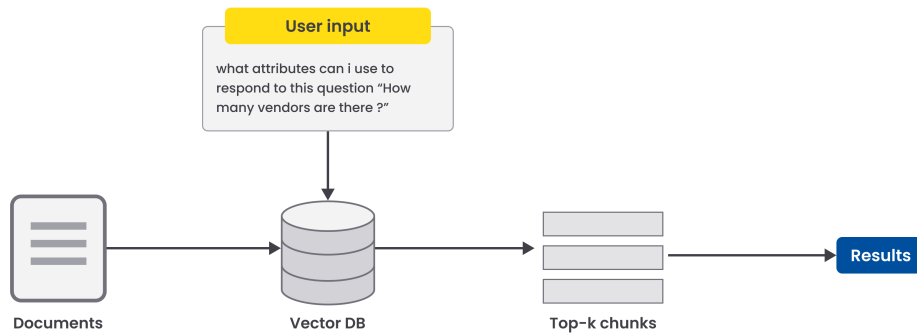 User input
what attributes can i use to
respond to this question “How
many vendors are there ?”
Documents
Vector DB
Top-k chunks
Results